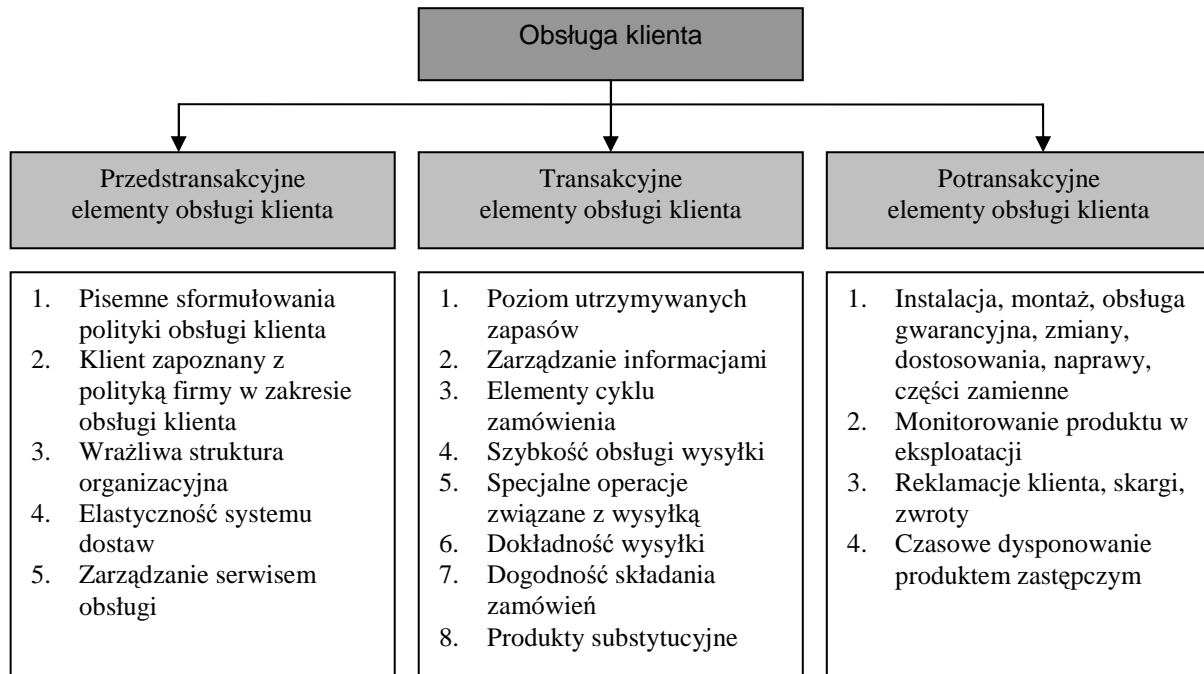 Obsługa klienta
Przedstransakcyjne
elementy obsługi klienta
Transakcyjne
elementy obsługi klienta
Potransakcyjne
elementy obsługi klienta
1. Pisemne sformułowania
polityki obsługi klienta
2. Klient zapoznany z
polityką firmy w zakresie
obsługi klienta
3. Wrażliwa struktura
organizacyjna
4. Elastyczność systemu
dostaw
5. Zarządzanie serwisem
obsługi
1. Poziom utrzymywanych
zapasów
2. Zarządzanie informacjami
3. Elementy cyklu
zamówienia
4. Szybkość obsługi wysyłki
5. Specjalne operacje
związane z wysyłką
6. Dokładność wysyłki
7. Dogodność składania
zamówień
8. Produkty substytucyjne
1. Instalacja, montaż, obsługa
gwarancyjna, zmiany,
dostosowania, naprawy,
części zamienne
2. Monitorowanie produktu w
eksploatacji
3. Reklamacje klienta, skargi,
zwroty
4. Czasowe dysponowanie
produktem zastępczym